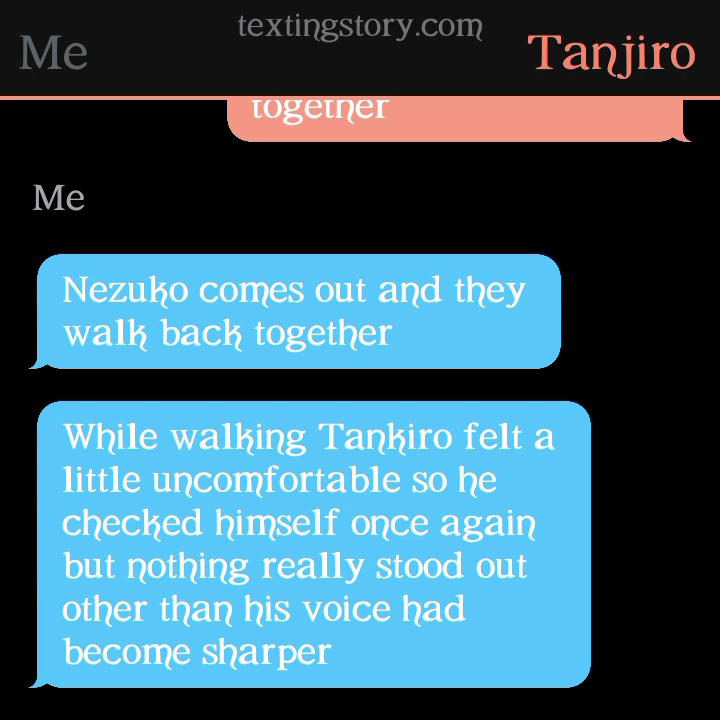 textingstory.com
Me
Tanjiro
together
Me
Nezuko comes out and they
walk back together
While walking Tankiro felt a
little uncomfortable so he
checked himself once again
but nothing really stood out
other than his voice had
become sharper